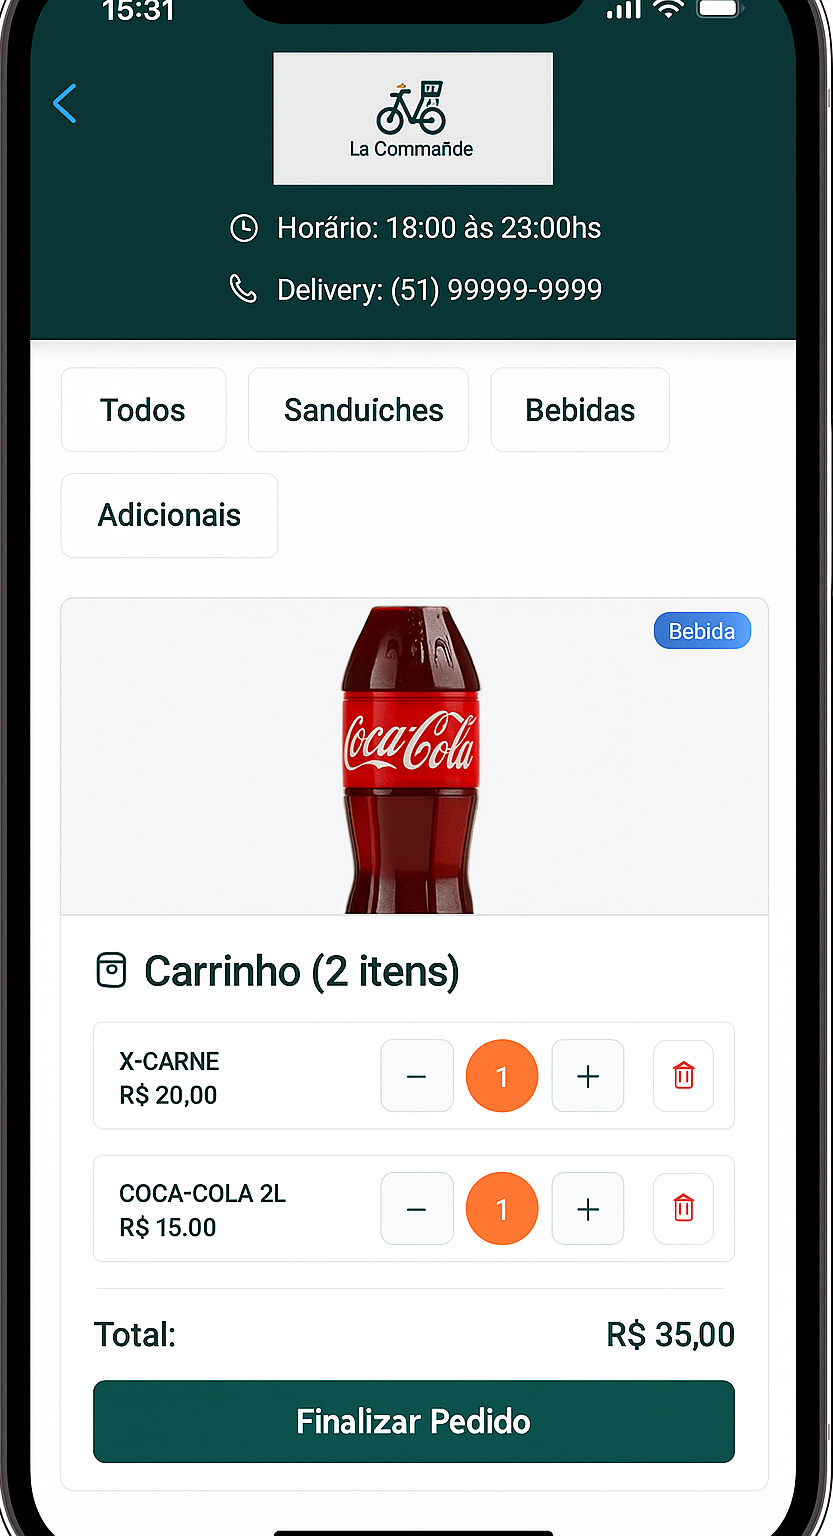 15:31
La Commañde
Horário: 18:00 às 23:00hs
Delivery: (51) 99999-9999
Todos
Sanduíches
Bebidas
Adicionais
Bebida
Coca-Cola
Carrinho (2 itens)
X-CARNE
R$ 20,00
1
COCA-COLA 2L
R$ 15.00
1
Total:
R$ 35,00
Finalizar Pedido